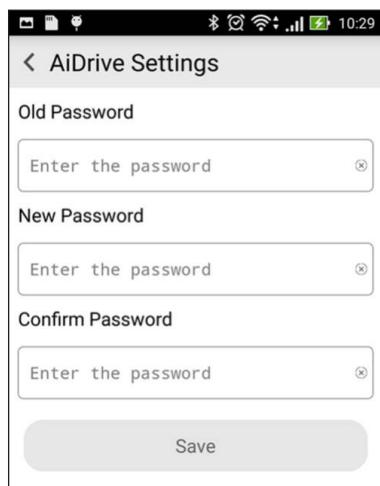 10:29
AiDrive Settings
Old Password
Enter the password
New Password
Enter the password
Confirm Password
Enter the password
Save